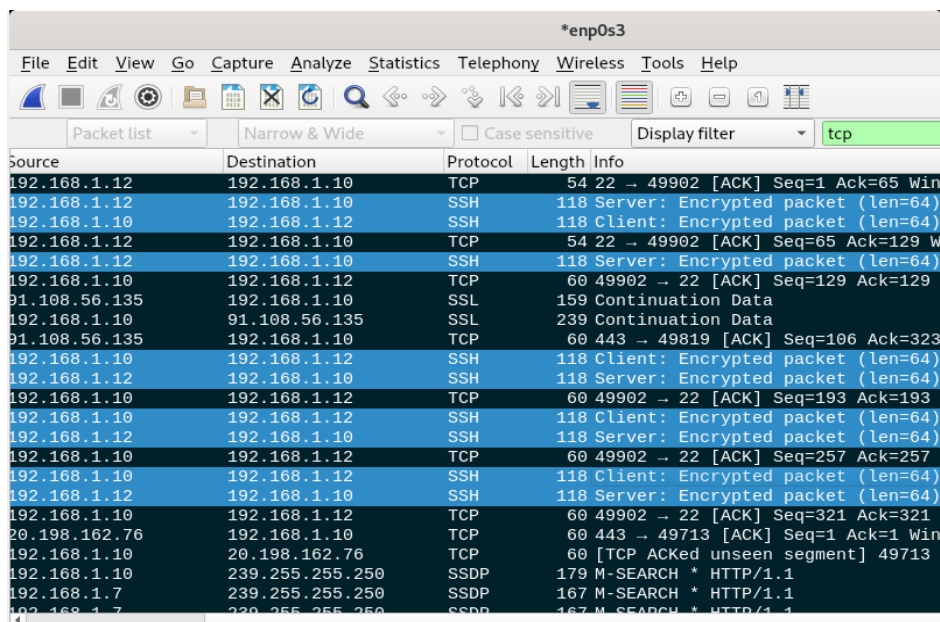 *enp0s3
File Edit View Go Capture Analyze Statistics Telephony Wireless Tools Help
Packet list Narrow & Wide Case sensitive Display filter tcp
Source Destination Protocol Length Info
192.168.1.12 192.168.1.10 TCP 54 22 → 49902 [ACK] Seq=1 Ack=65 Win
192.168.1.12 192.168.1.10 SSH 118 Server: Encrypted packet (len=64)
192.168.1.10 192.168.1.12 SSH 118 Client: Encrypted packet (len=64)
192.168.1.12 192.168.1.10 TCP 54 22 → 49902 [ACK] Seq=65 Ack=129 W
192.168.1.12 192.168.1.10 SSH 118 Server: Encrypted packet (len=64)
192.168.1.10 192.168.1.12 TCP 60 49902 → 22 [ACK] Seq=129 Ack=129
91.108.56.135 192.168.1.10 SSL 159 Continuation Data
192.168.1.10 91.108.56.135 SSL 239 Continuation Data
91.108.56.135 192.168.1.10 TCP 60 443 → 49819 [ACK] Seq=106 Ack=323
192.168.1.10 192.168.1.12 SSH 118 Client: Encrypted packet (len=64)
192.168.1.12 192.168.1.10 SSH 118 Server: Encrypted packet (len=64)
192.168.1.10 192.168.1.12 TCP 60 49902 → 22 [ACK] Seq=193 Ack=193
192.168.1.10 192.168.1.12 SSH 118 Client: Encrypted packet (len=64)
192.168.1.12 192.168.1.10 SSH 118 Server: Encrypted packet (len=64)
192.168.1.10 192.168.1.12 TCP 60 49902 → 22 [ACK] Seq=257 Ack=257
192.168.1.10 192.168.1.12 SSH 118 Client: Encrypted packet (len=64)
192.168.1.12 192.168.1.10 SSH 118 Server: Encrypted packet (len=64)
192.168.1.10 192.168.1.12 TCP 60 49902 → 22 [ACK] Seq=321 Ack=321
20.198.162.76 192.168.1.10 TCP 60 443 → 49713 [ACK] Seq=1 Ack=1 Win
192.168.1.10 20.198.162.76 TCP 60 [TCP ACKed unseen segment] 49713
192.168.1.10 239.255.255.250 SSDP 179 M-SEARCH * HTTP/1.1
192.168.1.7 239.255.255.250 SSDP 167 M-SEARCH * HTTP/1.1
192.168.1.7 239.255.255.250 SSDP 167 M-SEARCH * HTTP/1.1